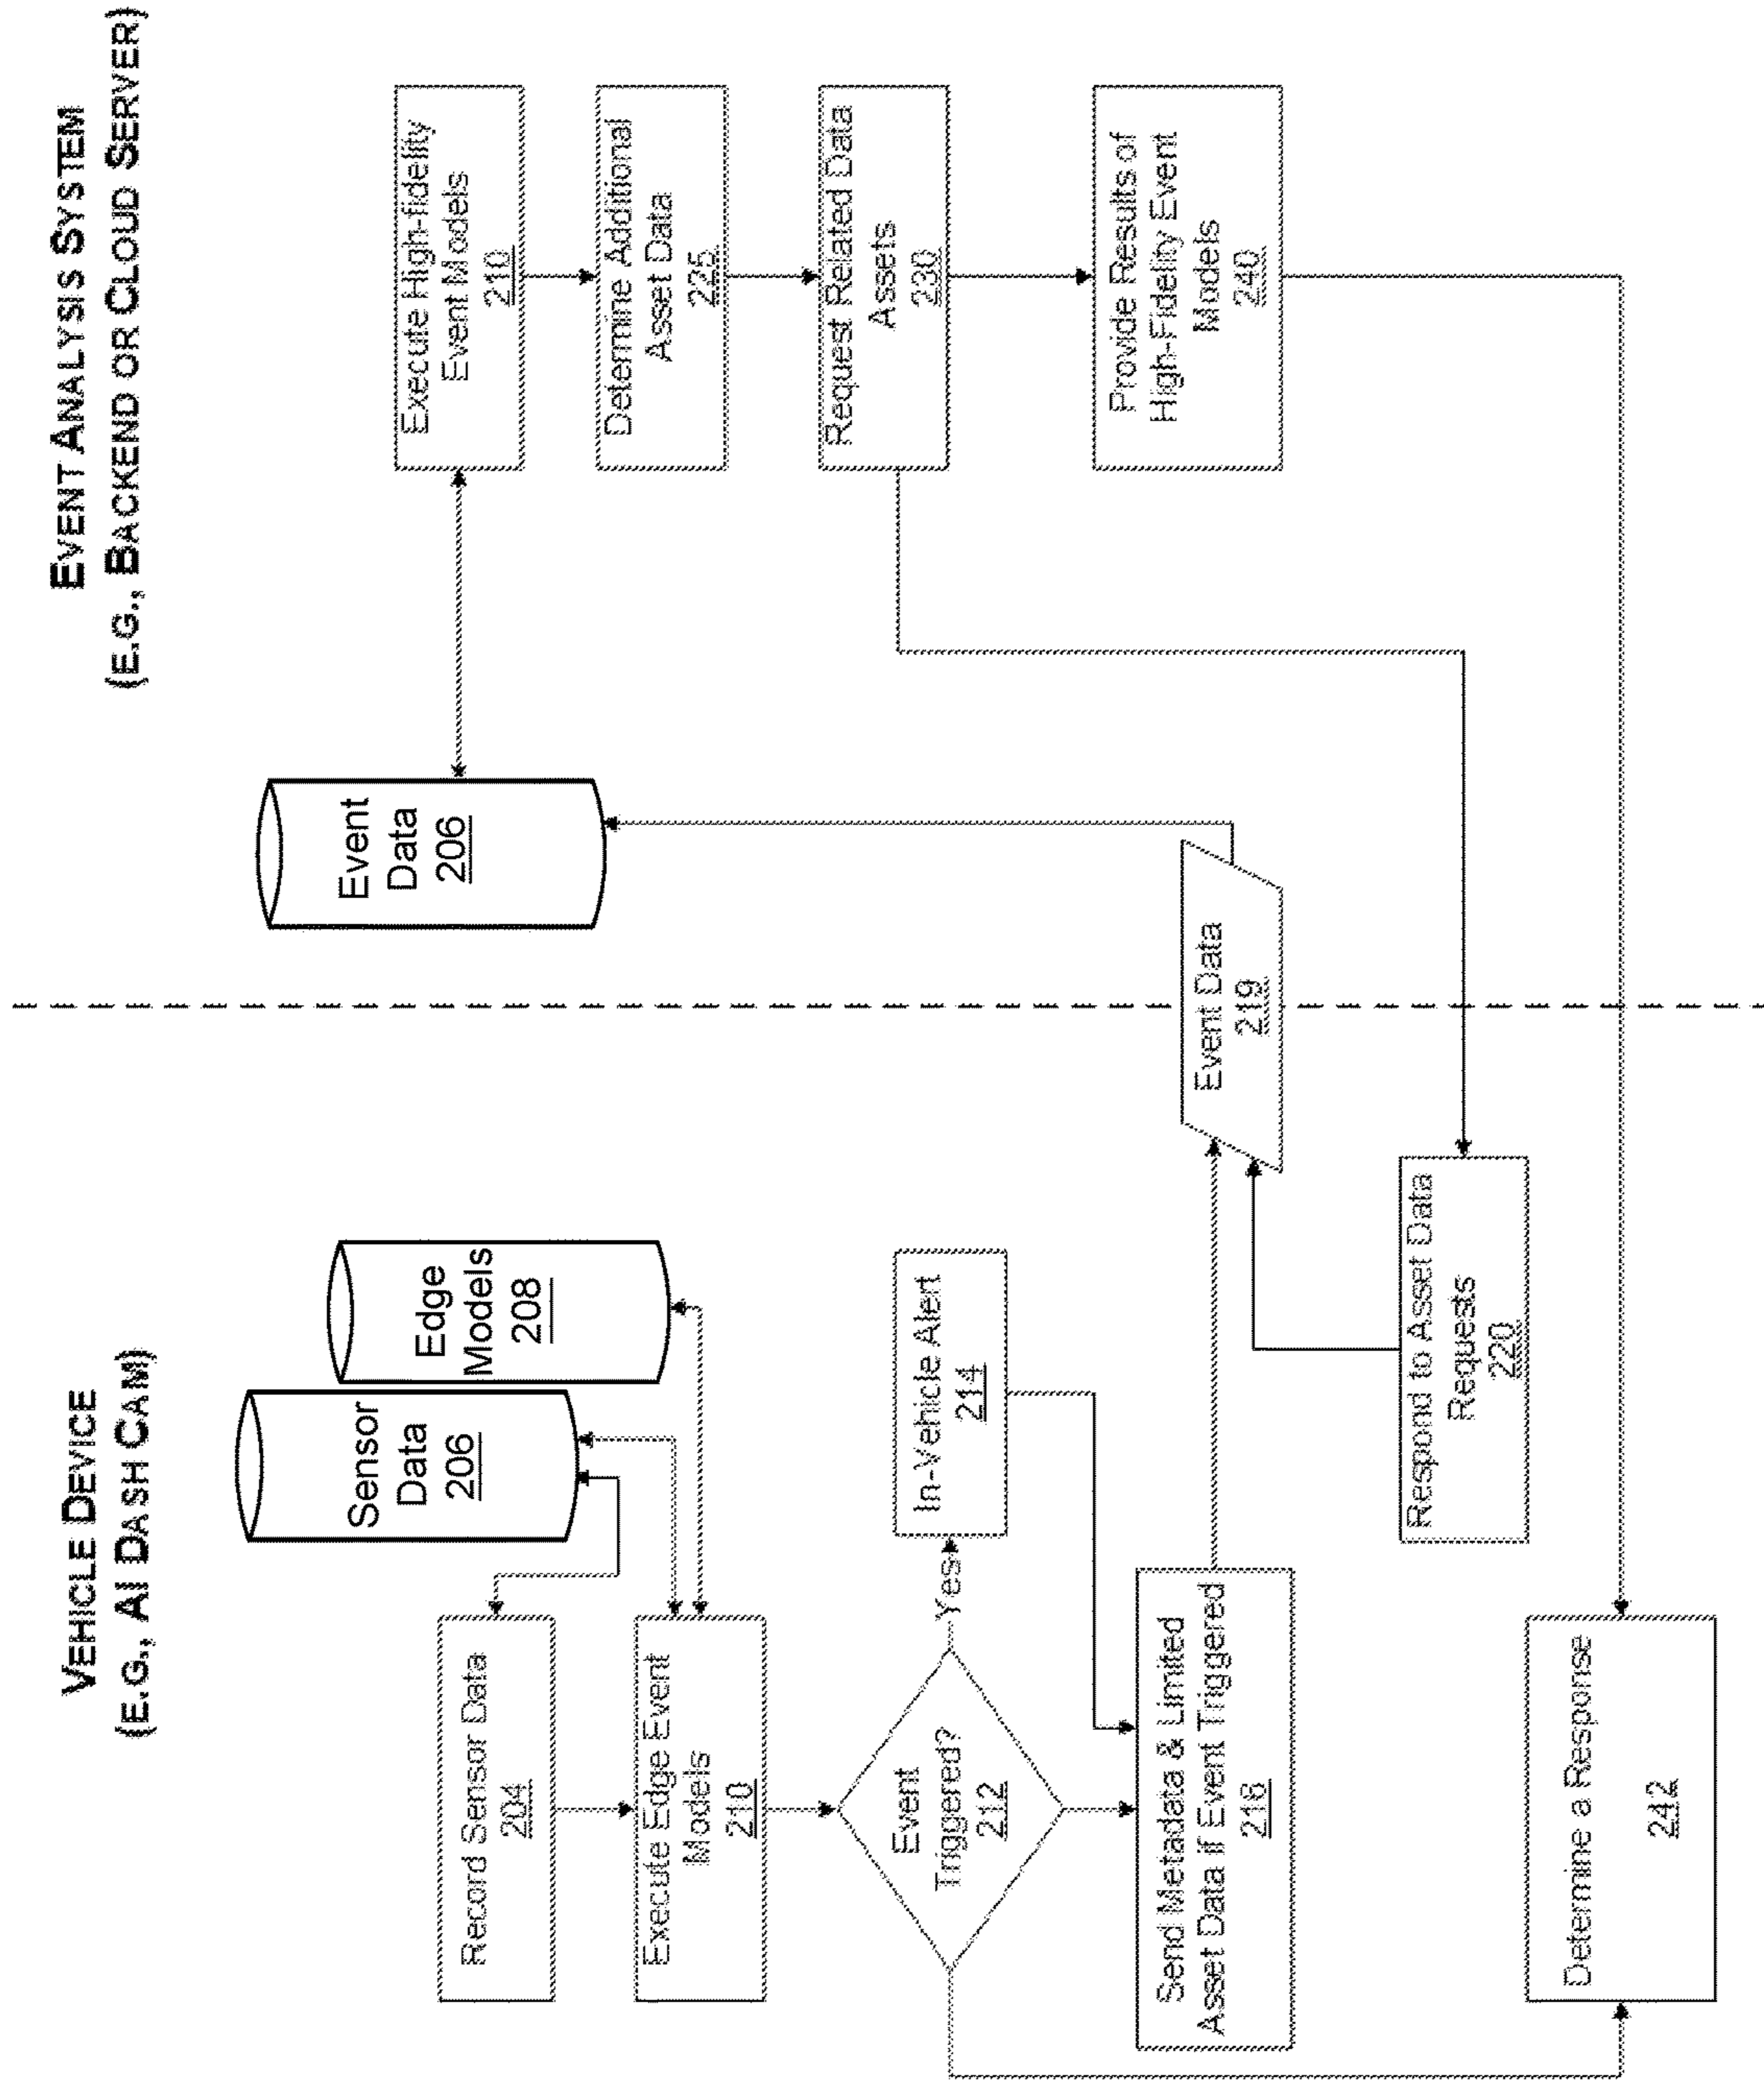 VEHICLE DEVICE
(E.G., AI DASH CAM)
EVENT ANALYSIS SYSTEM
(E.G., BACKEND OR CLOUD SERVER)
Sensor
Data
206
Edge
Models
208
Event
Data
206
Record Sensor Data
204
Execute Edge Event
Models
210
Event
Triggered?
212
Yes
In-Vehicle Alert
214
Send Metadata & Limited
Asset Data if Event Triggered
218
Event Data
219
Respond to Asset Data
Requests
220
Determine a Response
242
Execute High-fidelity
Event Models
210
Determine Additional
Asset Data
225
Request Related Data
Assets
230
Provide Results of
High-Fidelity Event
Models
240